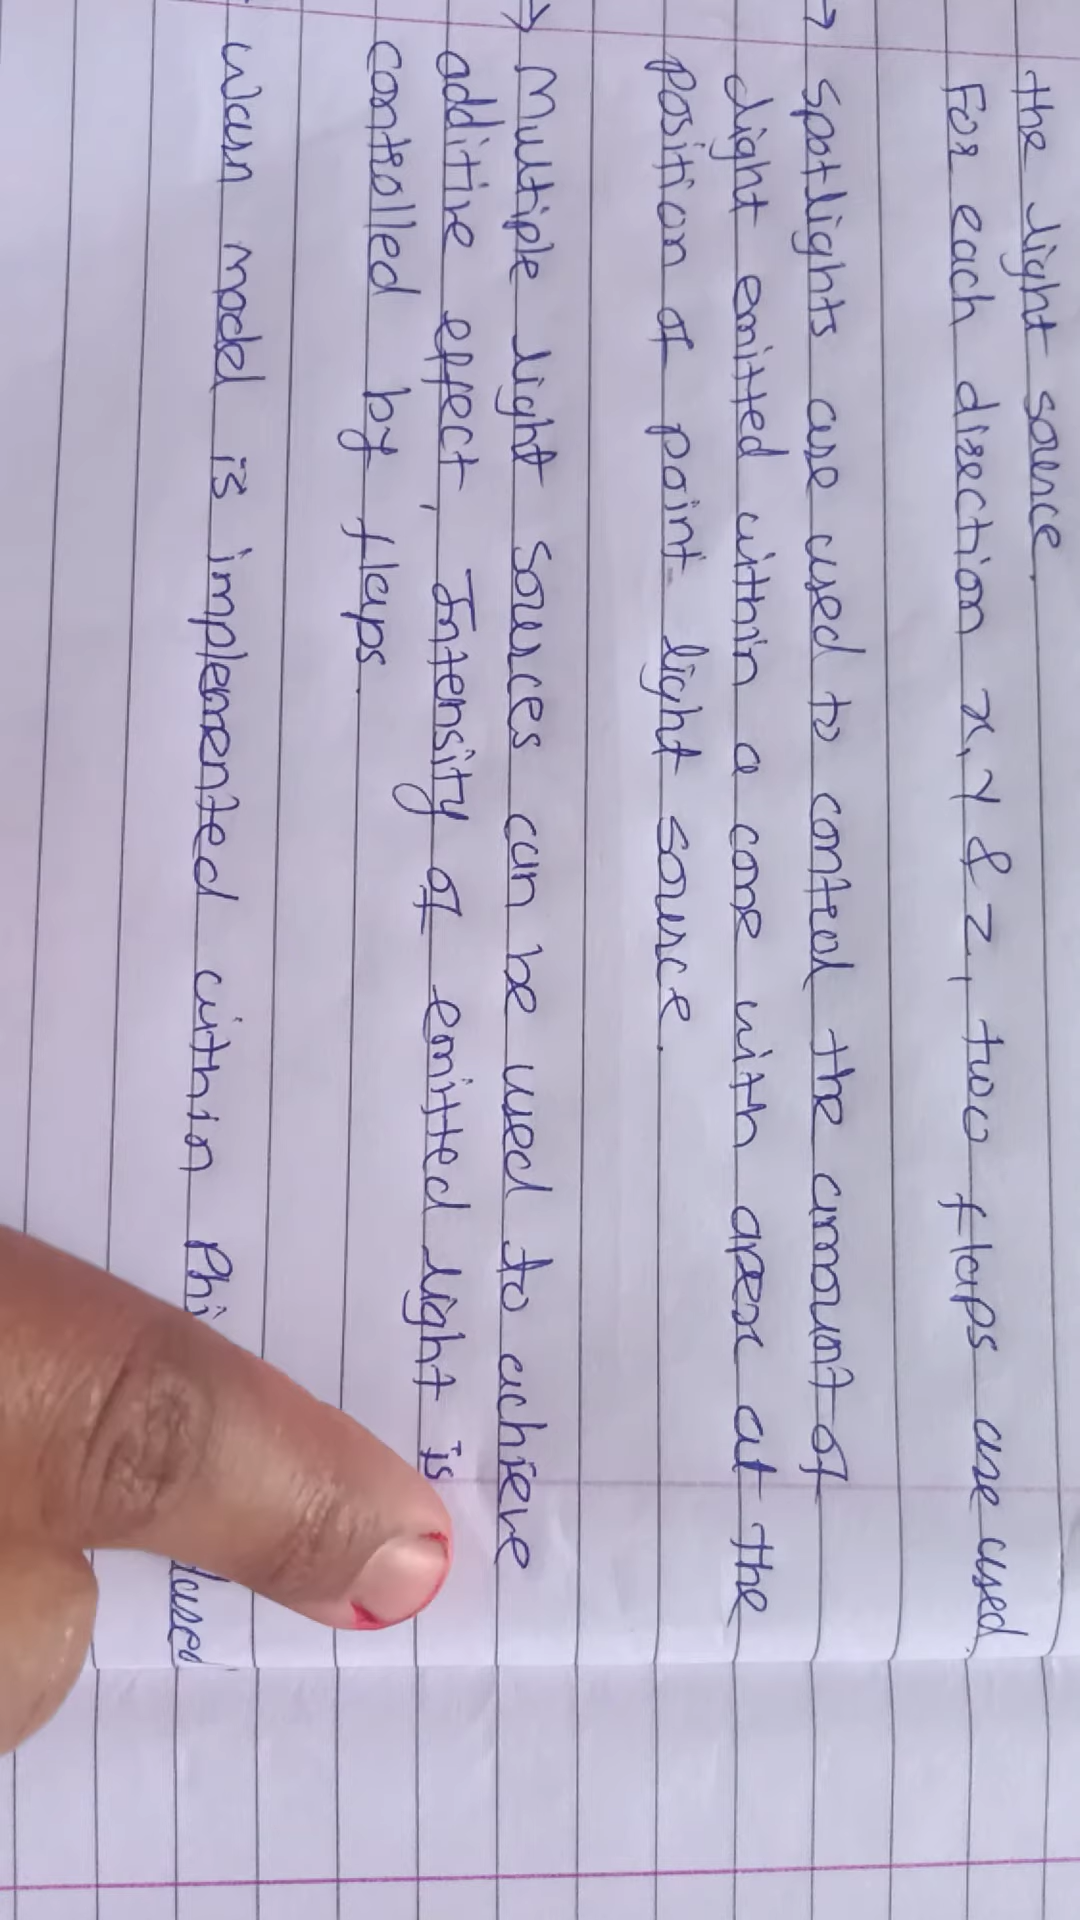 the light source.
For each direction x, y & z, two flaps are used.
→ spotlights are used to control the amount of
light emitted within a cone with apex at the
position of point light source.
→ Multiple light sources can be used to achieve
additive effect, Intensity of emitted light is
controlled by flaps.
warn model is implemented within Phi